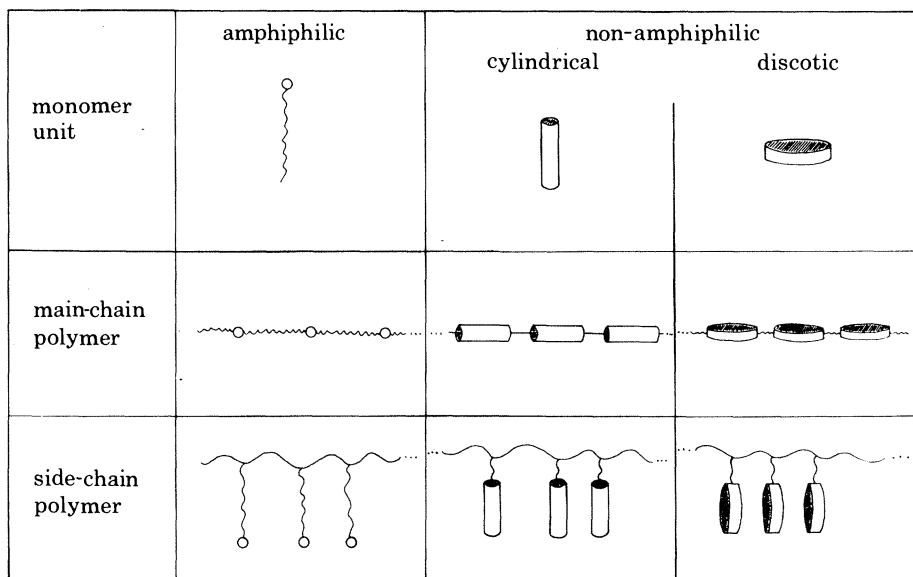 amphiphilic
non-amphiphilic
cylindrical
discotic
monomer
unit
main-chain
polymer
side-chain
polymer